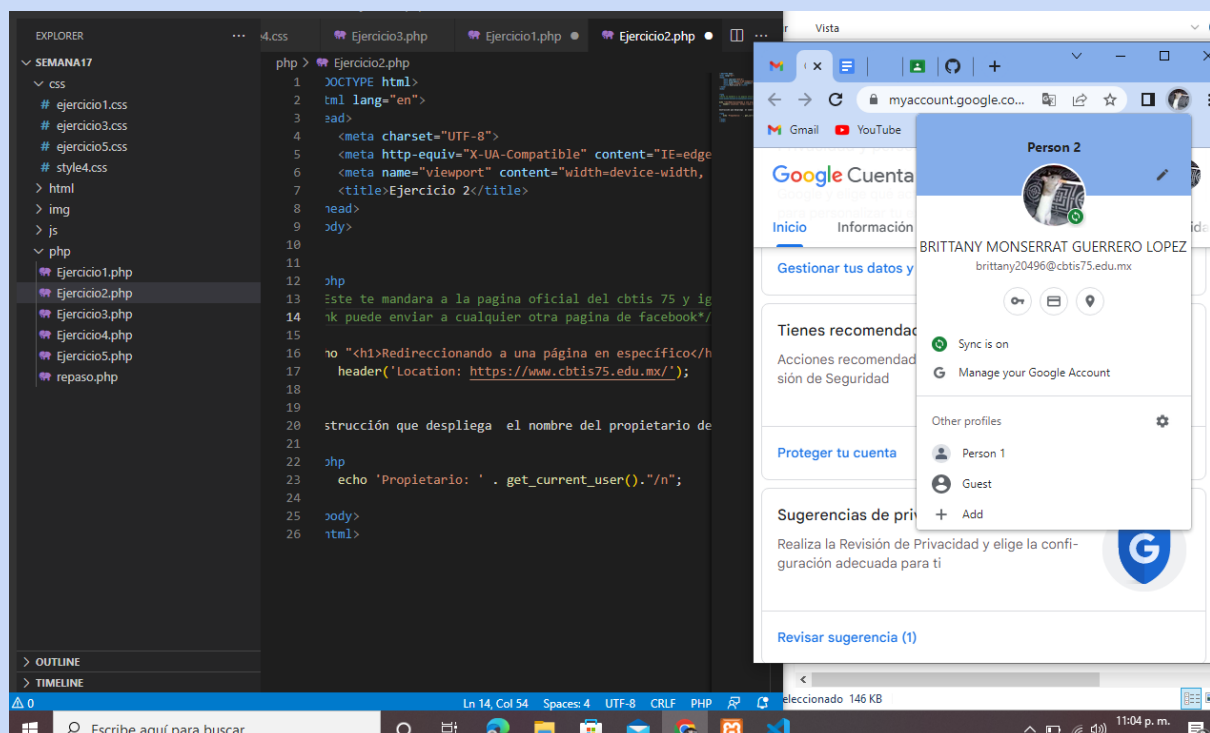 EXPLORER
SEMANA17
css
# ejercicio1.css
# ejercicio3.css
# ejercicio5.css
# style4.css
html
img
js
php
Ejercicio1.php
Ejercicio2.php
Ejercicio3.php
Ejercicio4.php
Ejercicio5.php
repaso.php
OUTLINE
TIMELINE
4.css Ejercicio3.php Ejercicio1.php Ejercicio2.php
php > Ejercicio2.php
1 DOCTYPE html>
2 tml lang="en">
3 ead>
4 <meta charset="UTF-8">
5 <meta http-equiv="X-UA-Compatible" content="IE=edge
6 <meta name="viewport" content="width=device-width,
7 <title>Ejercicio 2</title>
8 head>
9 ody>
10
11
12 php
13 Este te mandara a la pagina oficial del cbtis 75 y ig
14 nk puede enviar a cualquier otra pagina de facebook*/
15
16 ho "<h1>Redireccionando a una página en específico</h
17 header('Location: https://www.cbtis75.edu.mx/');
18
19
20 strucción que despliega el nombre del propietario de
21
22 php
23 echo 'Propietario: ' . get_current_user()."/n";
24
25 body>
26 html>
0 Ln 14, Col 54 Spaces: 4 UTF-8 CRLF PHP
Escribe aquí para buscar
Vista
myaccount.google.co...
Gmail YouTube
Google Cuenta
Inicio Información
Gestionar tus datos y
Tienes recomendac
Acciones recomendad
sión de Seguridad
Proteger tu cuenta
Sugerencias de priv
Realiza la Revisión de Privacidad y elige la confi-
guración adecuada para ti
Revisar sugerencia (1)
Person 2
BRITTANY MONSERRAT GUERRERO LOPEZ
brittany20496@cbtis75.edu.mx
Sync is on
Manage your Google Account
Other profiles
Person 1
Guest
Add
eleccionado 146 KB
11:04 p. m.